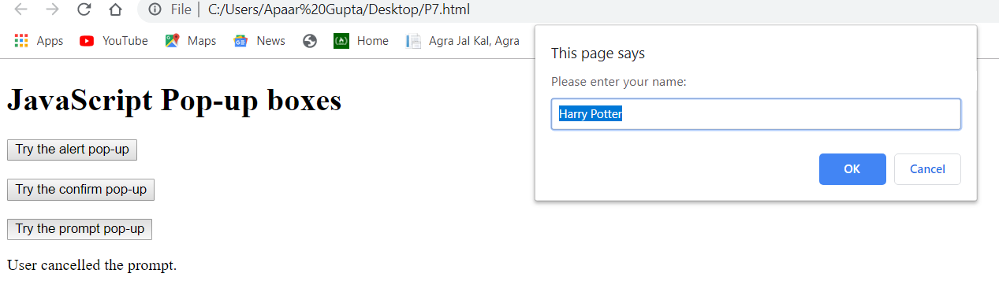 File | C:/Users/Apaar%20Gupta/Desktop/P7.html
Apps YouTube Maps News Home Agra Jal Kal, Agra
This page says
Please enter your name:
Harry Potter
OK Cancel
JavaScript Pop-up boxes
Try the alert pop-up
Try the confirm pop-up
Try the prompt pop-up
User cancelled the prompt.